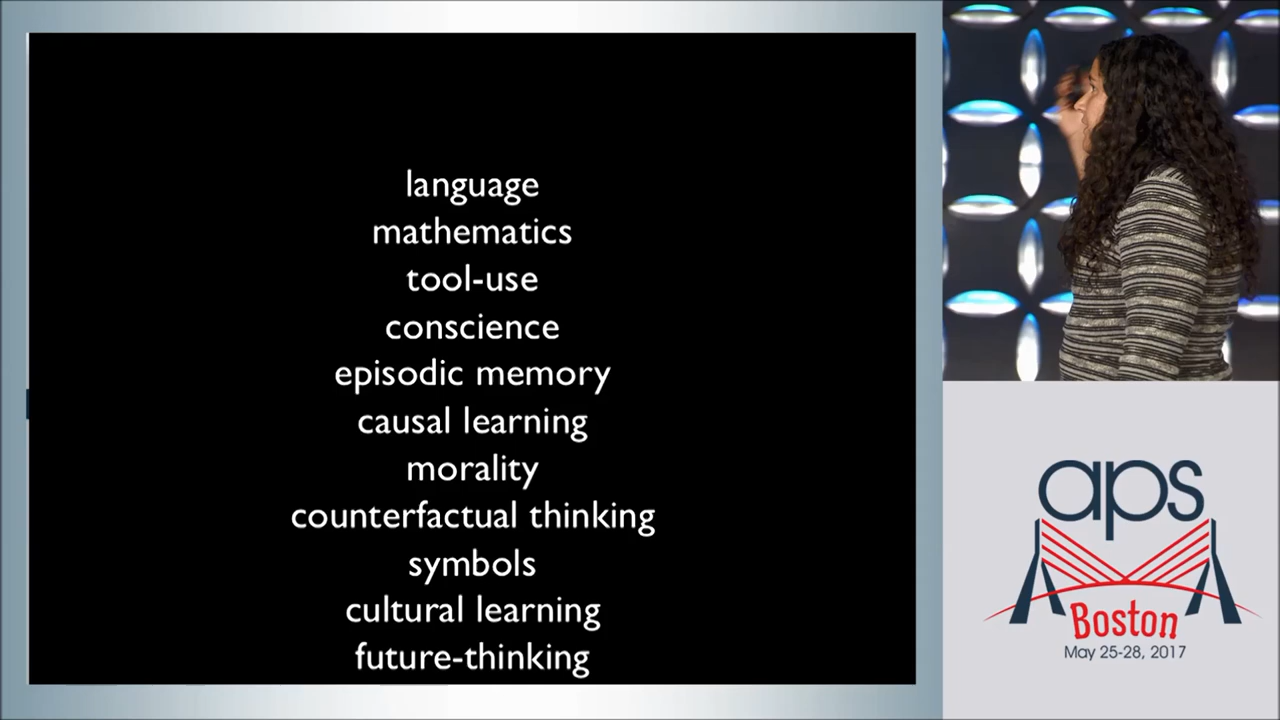 language
mathematics
tool-use
conscience
episodic memory
causal learning
morality
counterfactual thinking
symbols
cultural learning
future-thinking
aps
Boston
May 25-28, 2017